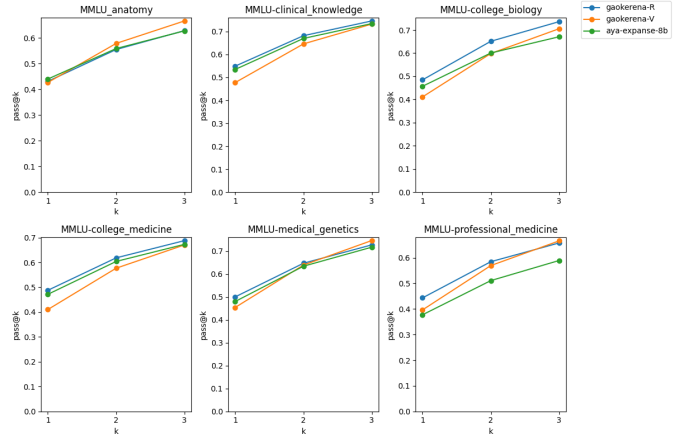 MMLU_anatomy
MMLU-clinical_knowledge
MMLU-college_biology
gaokerena-R
gaokerena-V
aya-expanse-8b
pass@k
0.6
0.5
0.4
0.3
0.2
0.1
0.0
1 2 3
k
pass@k
0.7
0.6
0.5
0.4
0.3
0.2
0.1
0.0
1 2 3
k
pass@k
0.7
0.6
0.5
0.4
0.3
0.2
0.1
0.0
1 2 3
k
MMLU-college_medicine
MMLU-medical_genetics
MMLU-professional_medicine
pass@k
0.7
0.6
0.5
0.4
0.3
0.2
0.1
0.0
1 2 3
k
pass@k
0.7
0.6
0.5
0.4
0.3
0.2
0.1
0.0
1 2 3
k
pass@k
0.6
0.5
0.4
0.3
0.2
0.1
0.0
1 2 3
k